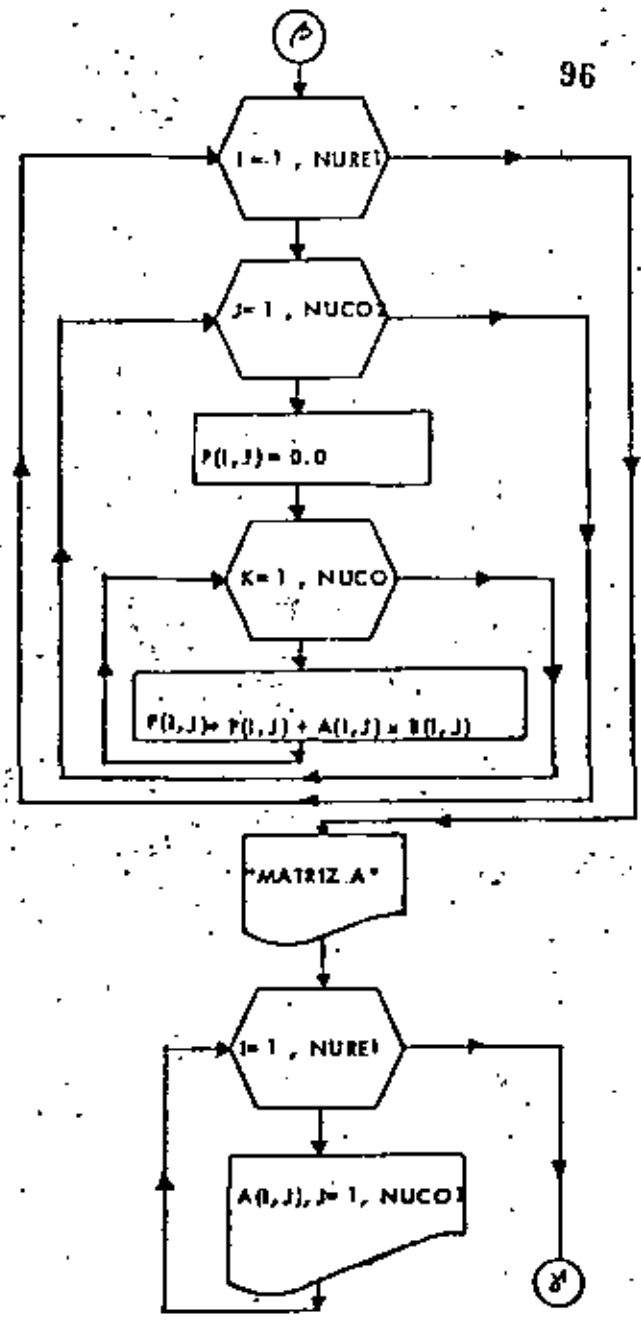 96
I = 1 , NURE1
J= 1 , NUCO2
P(I,J) = 0.0
K= 1 , NUCO
P(I,J)= P(I,J) + A(I,J) * B(I,J)
"MATRIZ A"
I= 1 , NURE1
A(I,J), J= 1, NUCO1